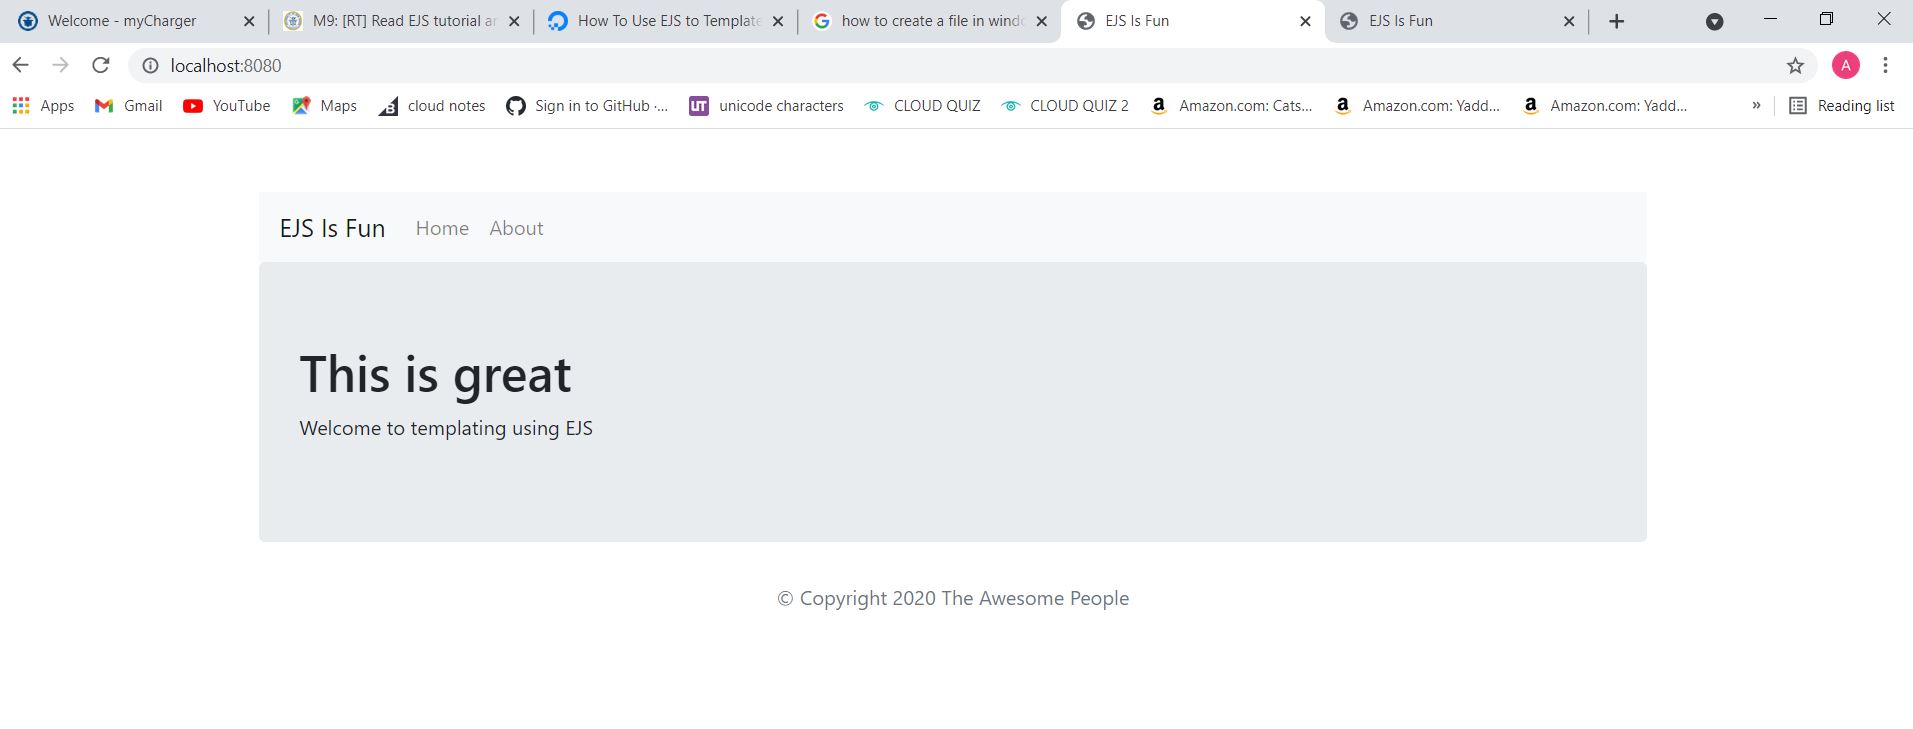 Welcome - myCharger
M9: [RT] Read EJS tutorial an
How To Use EJS to Template
how to create a file in windo
EJS Is Fun
EJS Is Fun
localhost:8080
A
Apps
Gmail
YouTube
Maps
cloud notes
Sign in to GitHub ·...
UT
unicode characters
CLOUD QUIZ
CLOUD QUIZ 2
Amazon.com: Cats...
Amazon.com: Yadd...
Amazon.com: Yadd...
»
Reading list
EJS Is Fun
Home
About
This is great
Welcome to templating using EJS
© Copyright 2020 The Awesome People